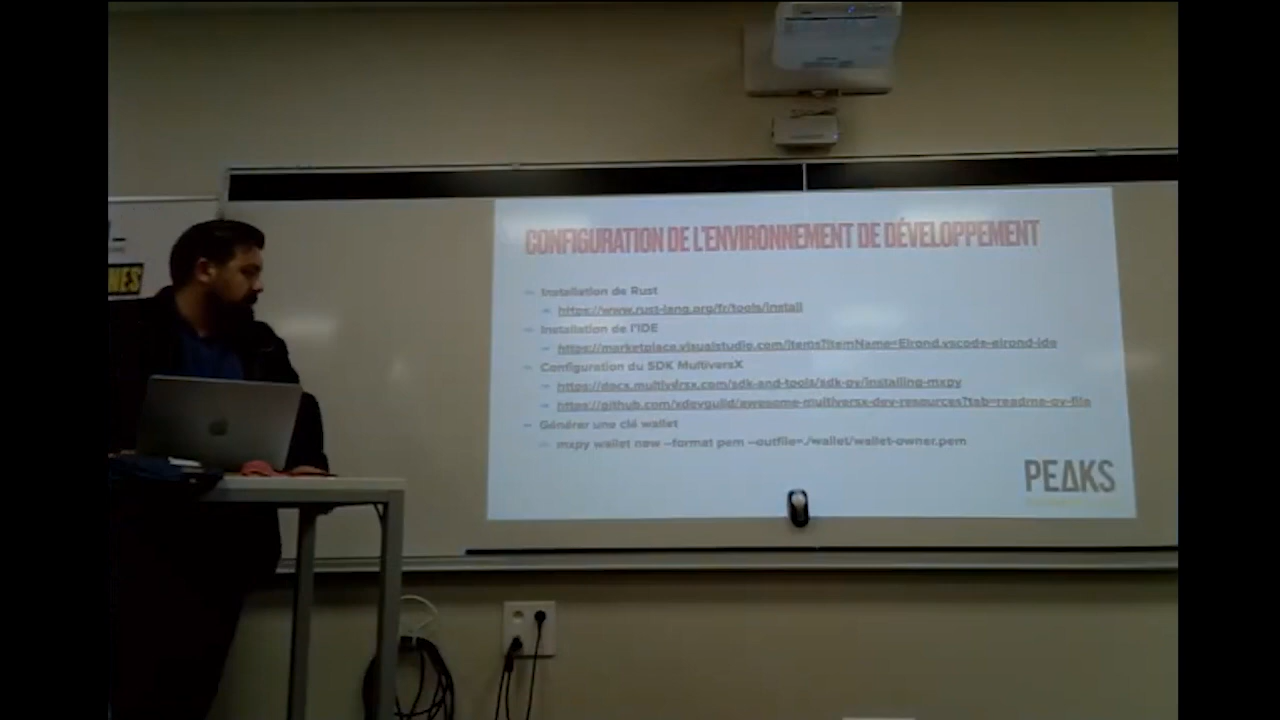 NES
CONFIGURATION DE L'ENVIRONNEMENT DE DÉVELOPPEMENT
– Installation de Rust
– https://www.rust-lang.org/fr/tools/install
– Installation de l'IDE
– https://marketplace.visualstudio.com/items?itemName=Elrond.vscode-elrond-ide
– Configuration du SDK MultiversX
– https://docs.multiversx.com/sdk-and-tools/sdk-py/installing-mxpy
– https://github.com/xdevguild/awesome-multiversx-dev-resources?tab=readme-ov-file
– Générer une clé wallet
– mxpy wallet new --format pem --outfile=./wallet/wallet-owner.pem
PEAKS